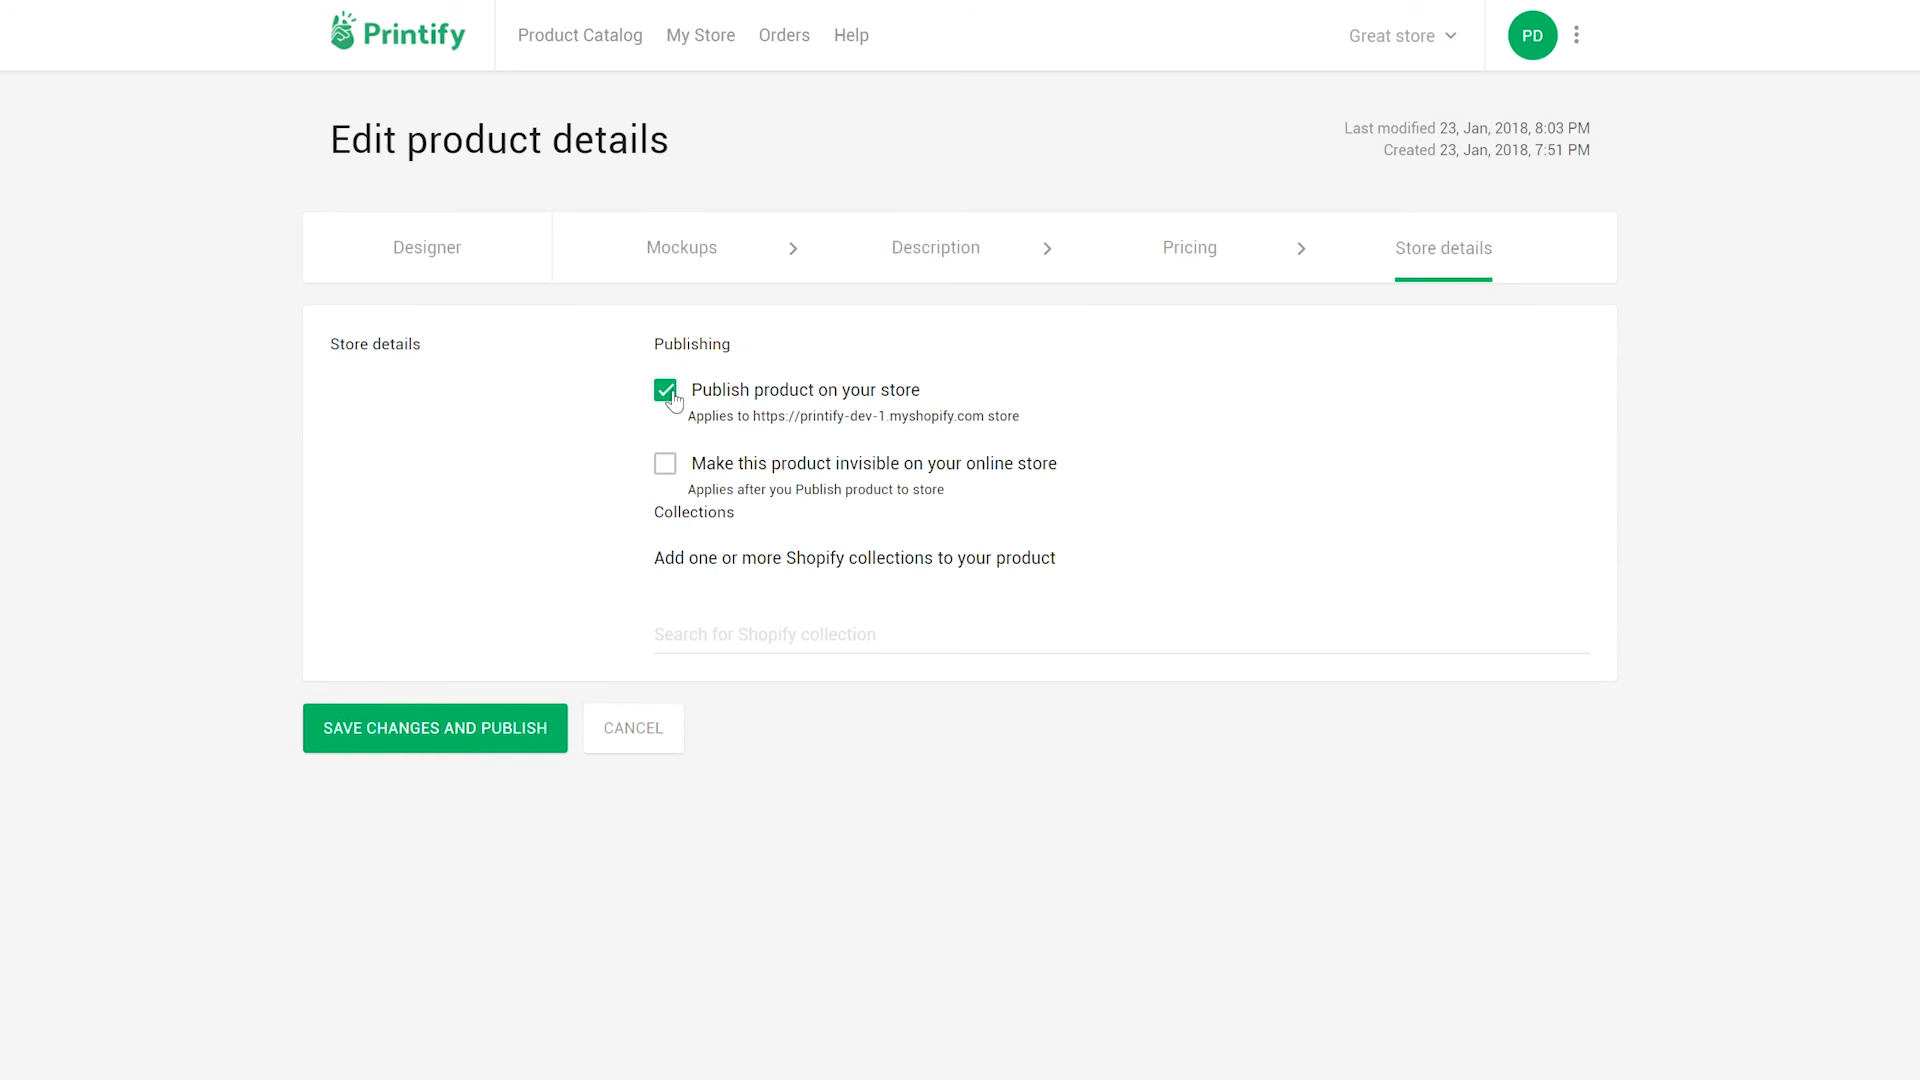 Printify
Product Catalog My Store Orders Help
Great store
PD
Edit product details
Last modified 23, Jan, 2018, 8:03 PM
Created 23, Jan, 2018, 7:51 PM
Designer Mockups Description Pricing Store details
Store details
Publishing
Publish product on your store
Applies to https://printify-dev-1.myshopify.com store
Make this product invisible on your online store
Applies after you Publish product to store
Collections
Add one or more Shopify collections to your product
Search for Shopify collection
SAVE CHANGES AND PUBLISH CANCEL